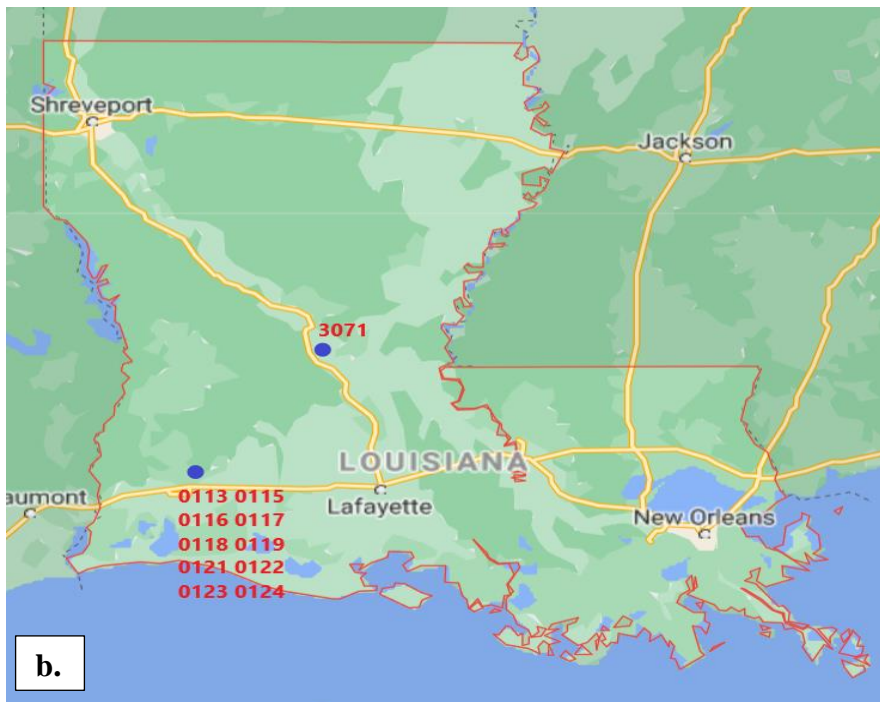 Shreveport
Jackson
3071
LOUISIANA
aumont
0113 0115
Lafayette
0116 0117
New Orleans
0118 0119
0121 0122
0123 0124
b.